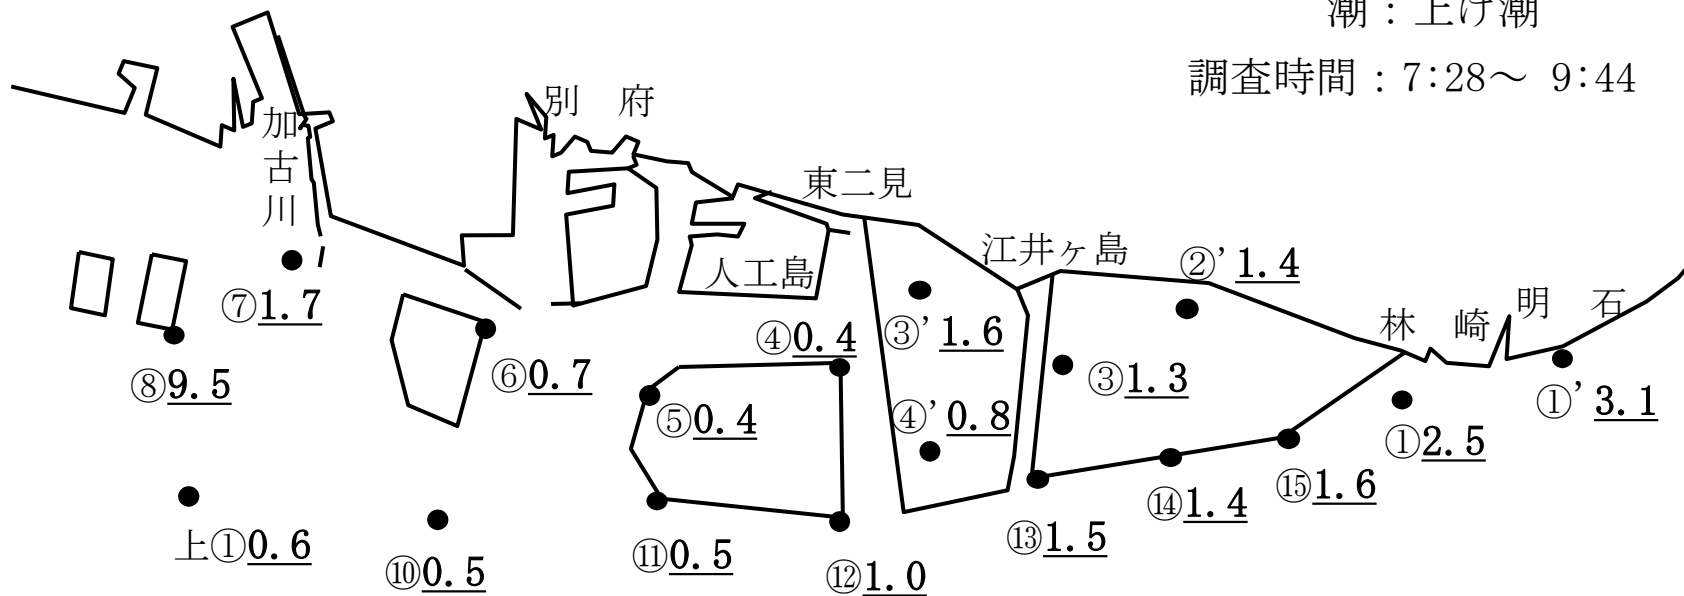 潮：上げ潮
調査時間：7:28～ 9:44
加古川
別　府
東二見
江井ヶ島
人工島
林　崎
明　石
②’1.4
⑦1.7
③’1.6
④0.4
⑧9.5
⑥0.7
③1.3
①’3.1
⑤0.4
④’0.8
①2.5
⑮1.6
⑭1.4
⑬1.5
上①0.6
⑩0.5
⑪0.5
⑫1.0